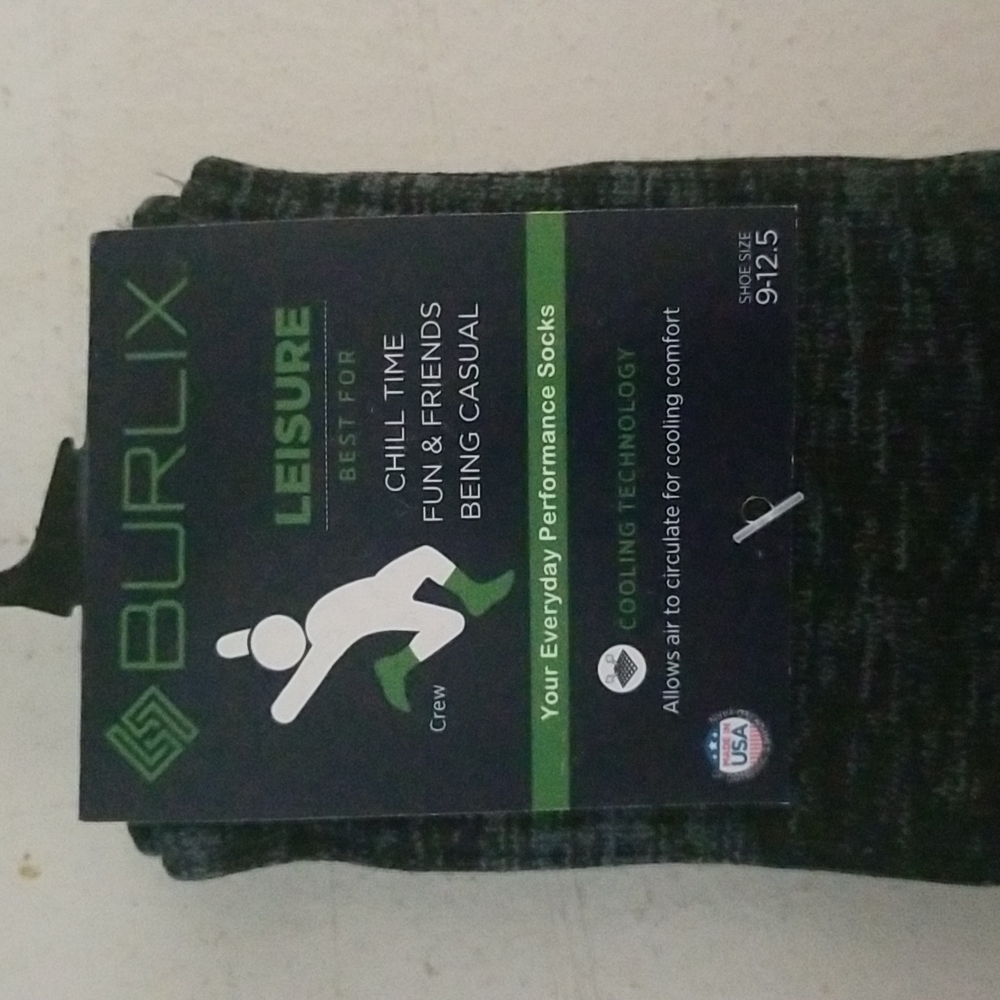 BURLIX
LEISURE
BEST FOR
CHILL TIME
FUN & FRIENDS
BEING CASUAL
Crew
Your Everyday Performance Socks
COOLING TECHNOLOGY
Allows air to circulate for cooling comfort
MADE IN
USA
SHOE SIZE
9-12.5